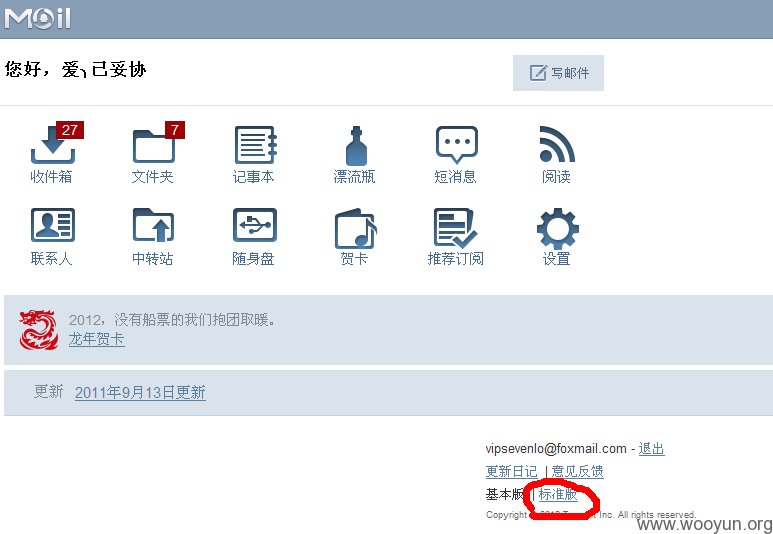 Mail
您好，爱╮已妥协
写邮件
27
7
收件箱 文件夹 记事本 漂流瓶 短消息 阅读
联系人 中转站 随身盘 贺卡 推荐订阅 设置
2012，没有船票的我们抱团取暖。
龙年贺卡
更新 2011年9月13日更新
vipsevenlo@foxmail.com - 退出
更新日记 | 意见反馈
基本版 | 标准版
Copyright Inc. All rights reserved.
www.wooyun.org